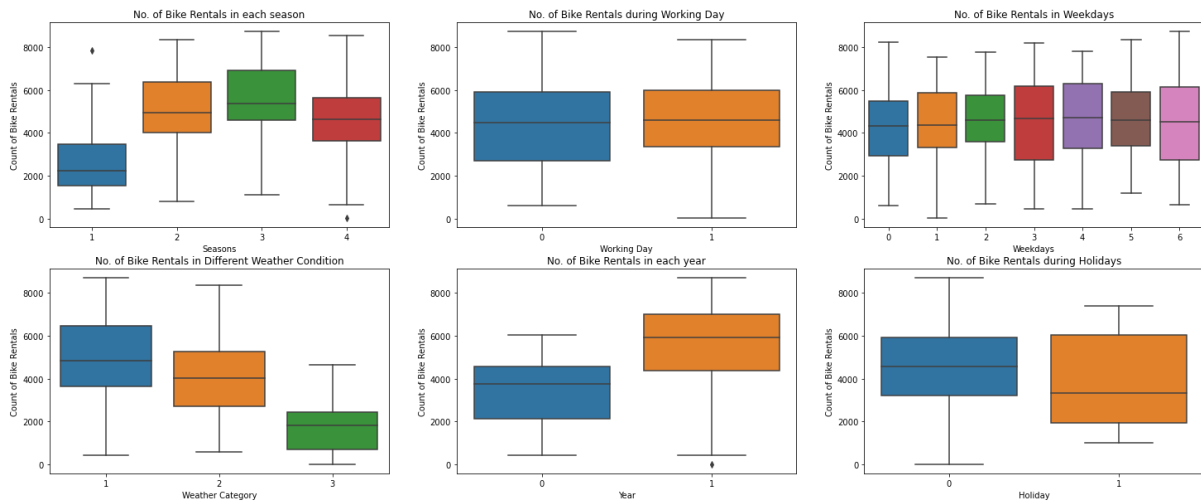 No. of Bike Rentals in each season
Count of Bike Rentals
8000
6000
4000
2000
0
1 2 3 4
Seasons
No. of Bike Rentals during Working Day
Count of Bike Rentals
8000
6000
4000
2000
0
0 1
Working Day
No. of Bike Rentals in Weekdays
Count of Bike Rentals
8000
6000
4000
2000
0
0 1 2 3 4 5 6
Weekdays
No. of Bike Rentals in Different Weather Condition
Count of Bike Rentals
8000
6000
4000
2000
0
1 2 3
Weather Category
No. of Bike Rentals in each year
Count of Bike Rentals
8000
6000
4000
2000
0
0 1
Year
No. of Bike Rentals during Holidays
Count of Bike Rentals
8000
6000
4000
2000
0
0 1
Holiday